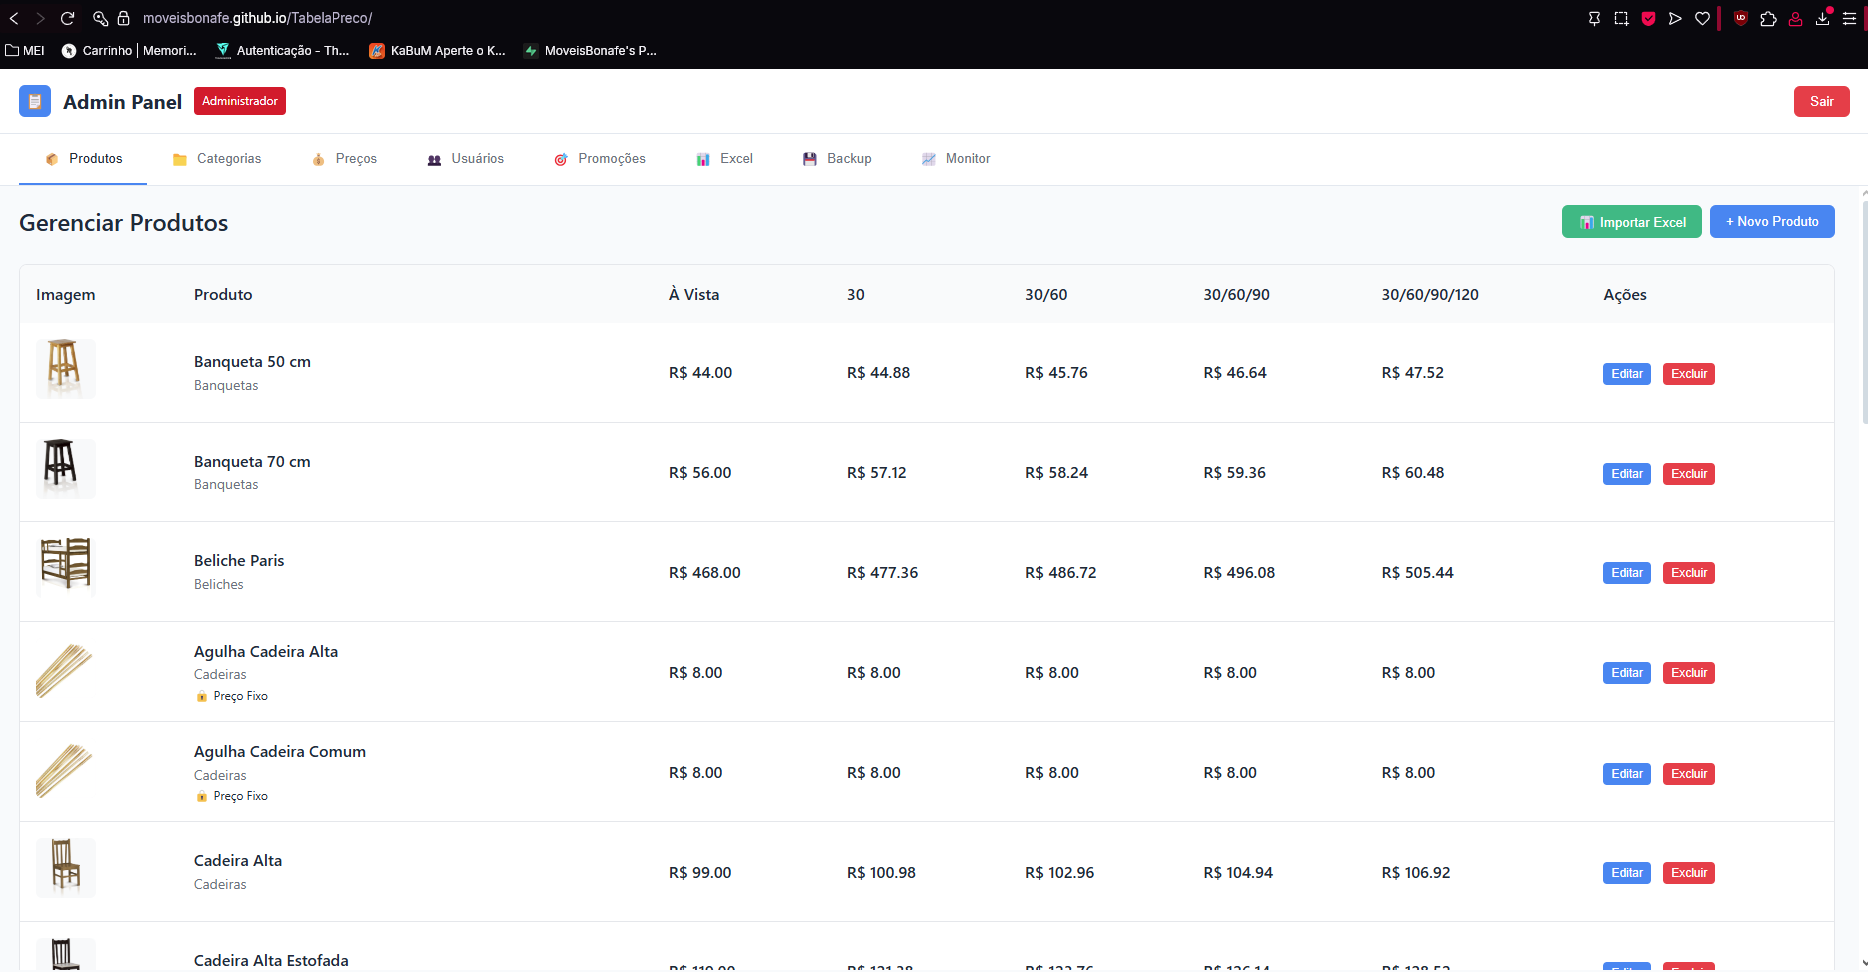 moveisbonafe.github.io/TabelaPreco/
MEI Carrinho | Memori... Autenticação - Th... KaBuM Aperte o K... MoveisBonafe's P...
Admin Panel Administrador Sair
Produtos Categorias Preços Usuários Promoções Excel Backup Monitor
Gerenciar Produtos Importar Excel + Novo Produto
Imagem Produto À Vista 30 30/60 30/60/90 30/60/90/120 Ações
Banqueta 50 cm
Banquetas
R$ 44.00 R$ 44.88 R$ 45.76 R$ 46.64 R$ 47.52 Editar Excluir
Banqueta 70 cm
Banquetas
R$ 56.00 R$ 57.12 R$ 58.24 R$ 59.36 R$ 60.48 Editar Excluir
Beliche Paris
Beliches
R$ 468.00 R$ 477.36 R$ 486.72 R$ 496.08 R$ 505.44 Editar Excluir
Agulha Cadeira Alta
Cadeiras
Preço Fixo
R$ 8.00 R$ 8.00 R$ 8.00 R$ 8.00 R$ 8.00 Editar Excluir
Agulha Cadeira Comum
Cadeiras
Preço Fixo
R$ 8.00 R$ 8.00 R$ 8.00 R$ 8.00 R$ 8.00 Editar Excluir
Cadeira Alta
Cadeiras
R$ 99.00 R$ 100.98 R$ 102.96 R$ 104.94 R$ 106.92 Editar Excluir
Cadeira Alta Estofada